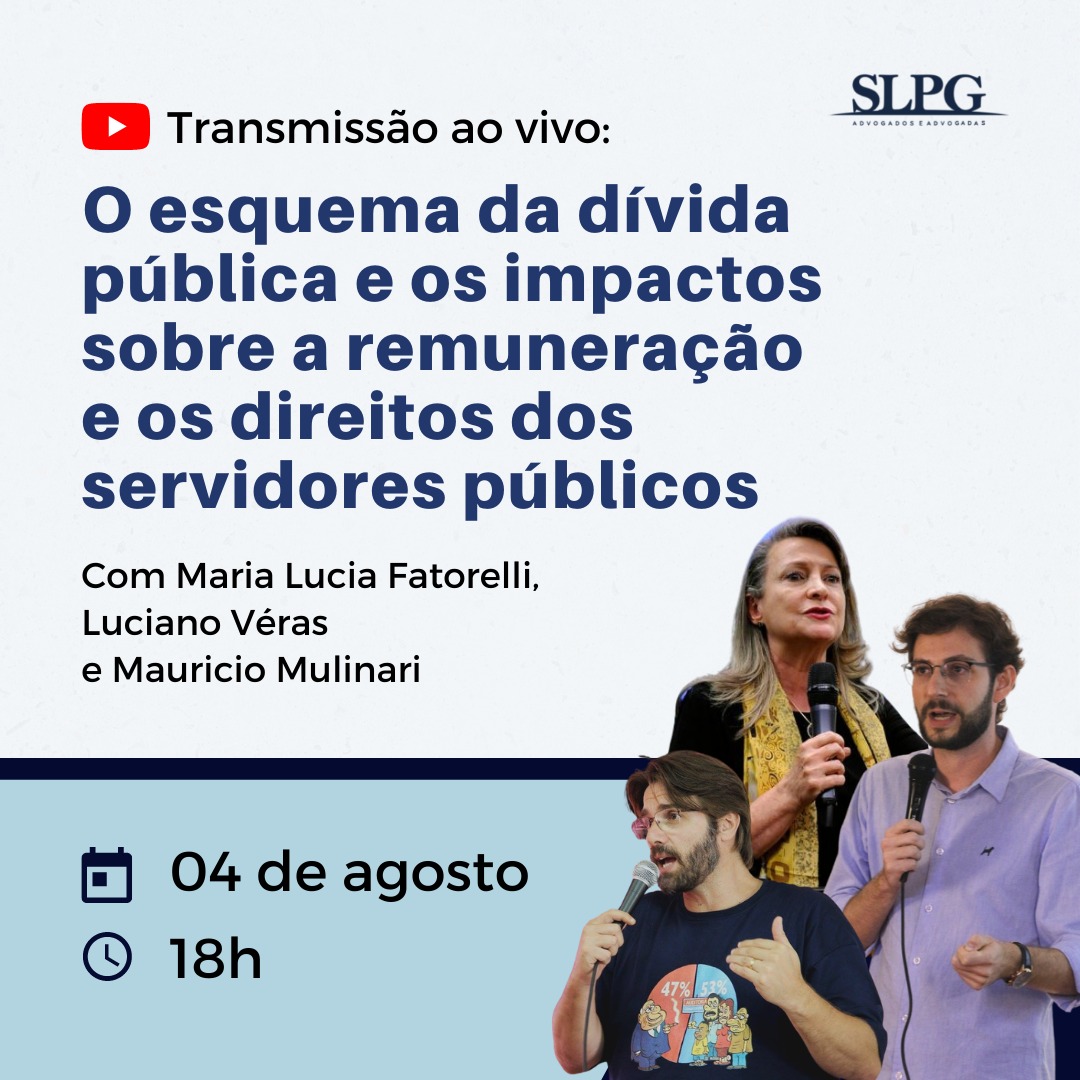 SLPG
ADVOGADOS E ADVOGADAS
Transmissão ao vivo:
O esquema da dívida
pública e os impactos
sobre a remuneração
e os direitos dos
servidores públicos
Com Maria Lucia Fatorelli,
Luciano Véras
e Mauricio Mulinari
04 de agosto
18h
47% 53%